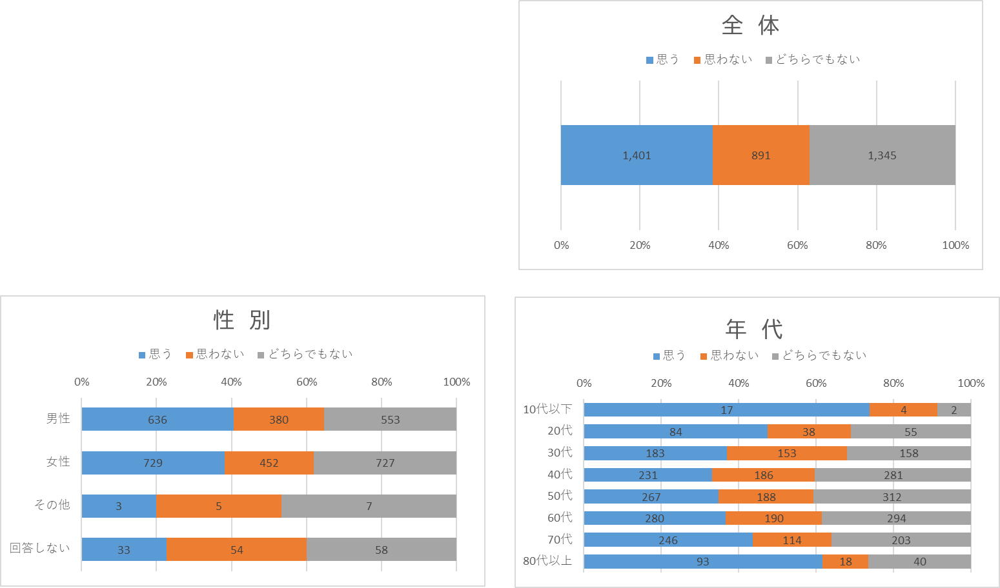 全 体
思う 思わない どちらでもない
1,401 891 1,345
0% 20% 40% 60% 80% 100%
性 別
思う 思わない どちらでもない
0% 20% 40% 60% 80% 100%
男性 636 380 553
女性 729 452 727
その他 3 5 7
回答しない 33 54 58
年 代
思う 思わない どちらでもない
0% 20% 40% 60% 80% 100%
10代以下 17 4 2
20代 84 38 55
30代 183 153 158
40代 231 186 281
50代 267 188 312
60代 280 190 294
70代 246 114 203
80代以上 93 18 40